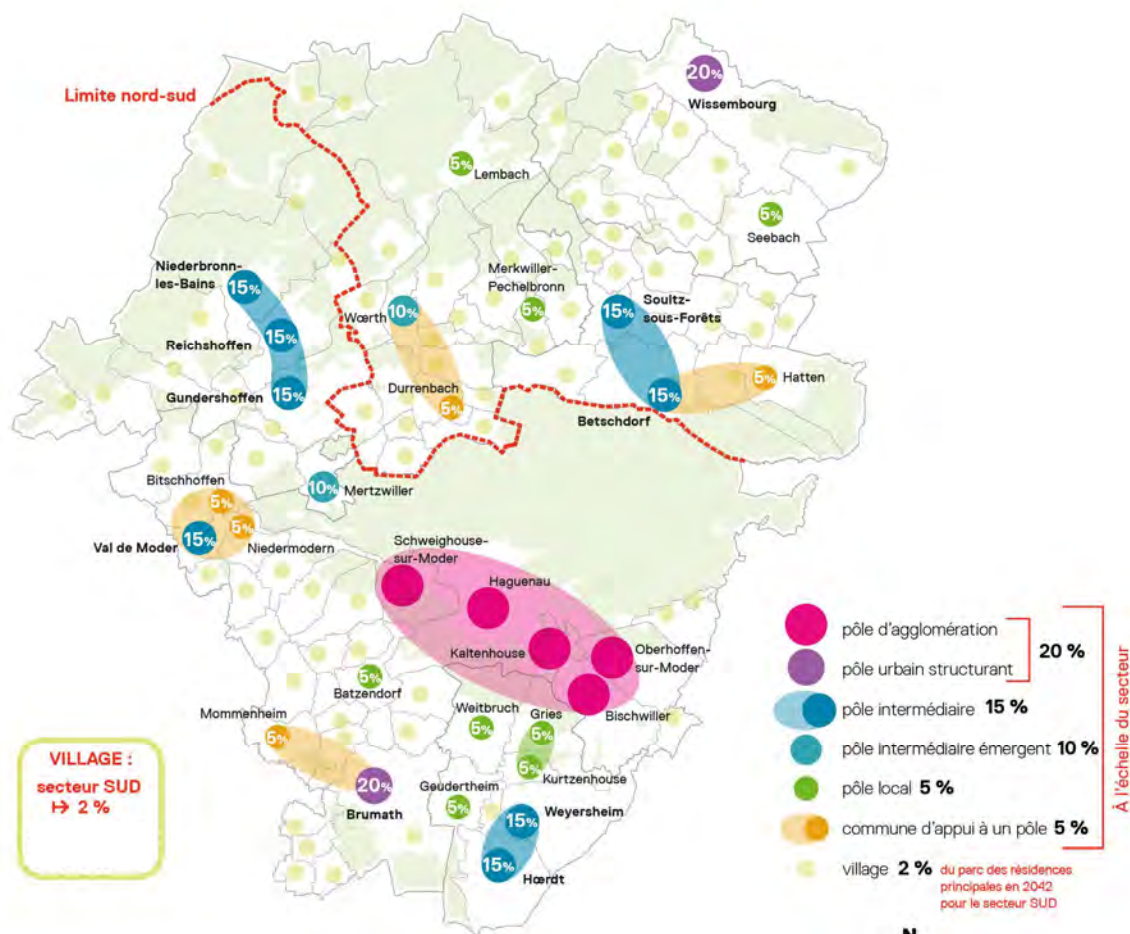 20%
Limite nord-sud
Wissembourg
5%
Lembach
5%
Seebach
Niederbronn-
les-Bains
15%
Merkwiller-
Pechelbronn
5%
Soultz-
sous-Forêts
15%
Wœrth
10%
Reichshoffen
15%
Gundershoffen
15%
Durrenbach
5%
Hatten
5%
15%
Betschdorf
10%
Mertzwiller
Bitschhoffen
5%
5%
Val de Moder
15%
Niedermodern
Schweighouse-
sur-Moder
Haguenau
Kaltenhouse
Oberhoffen-
sur-Moder
Bischwiller
5%
Batzendorf
Weitbruch
5%
Gries
5%
5%
Kurtzenhouse
Mommenheim
5%
20%
Brumath
Geudertheim
5%
Weyersheim
15%
15%
Hœrdt
VILLAGE :
secteur SUD
↦ 2 %
pôle d'agglomération
pôle urbain structurant
20 %
pôle intermédiaire 15 %
pôle intermédiaire émergent 10 %
pôle local 5 %
commune d'appui à un pôle 5 %
village 2 % du parc des résidences
principales en 2042
pour le secteur SUD
À l'échelle du secteur
N